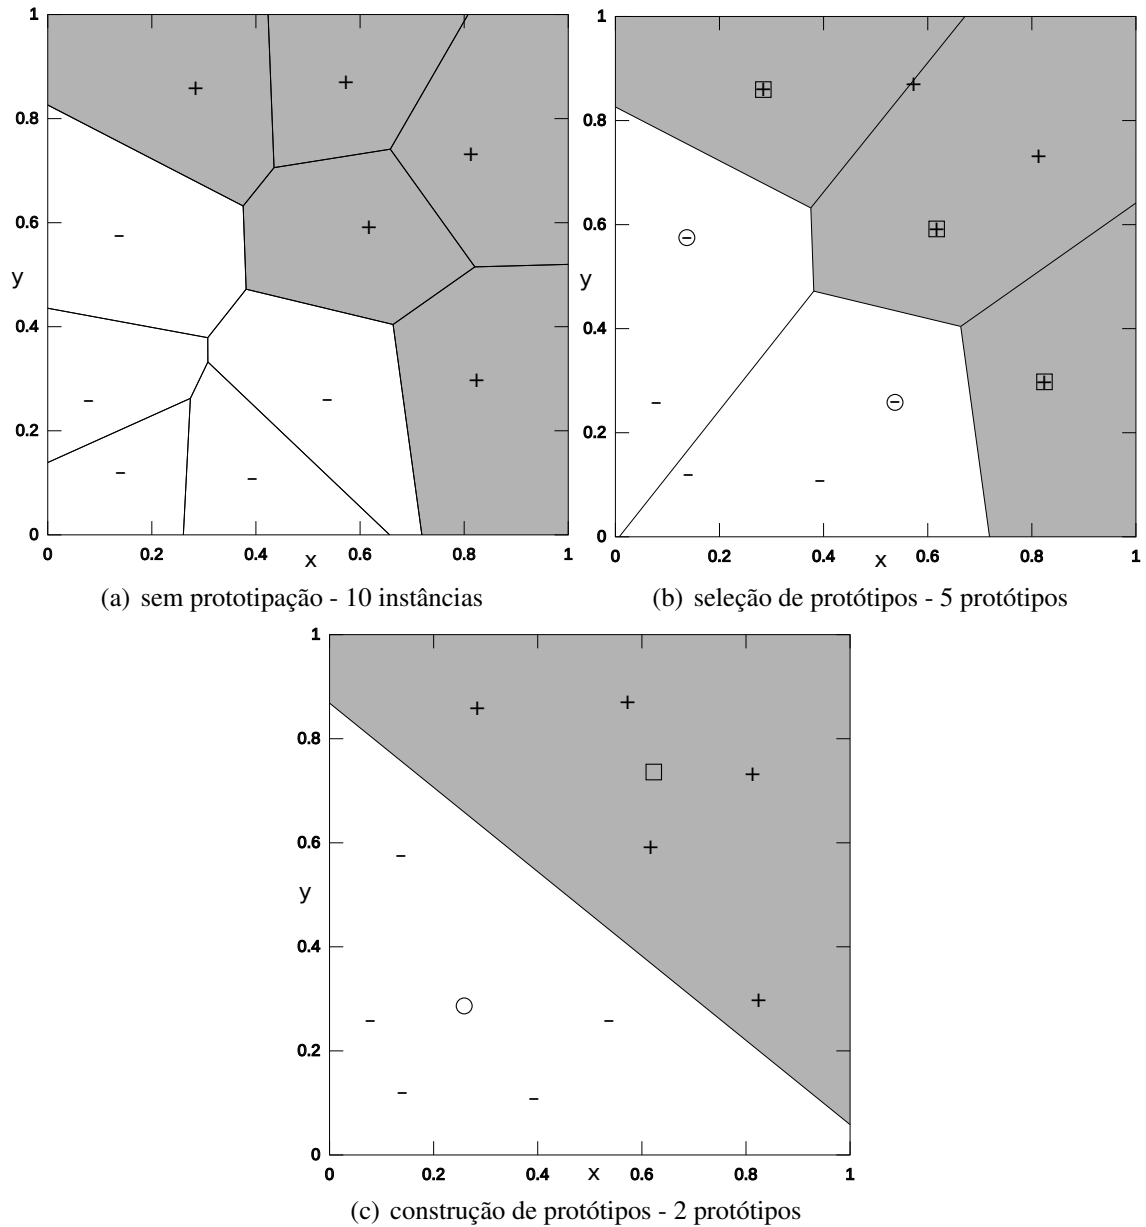 1
0.8
0.6
y
0.4
0.2
0
0 0.2 0.4 x 0.6 0.8 1
(a) sem prototipação - 10 instâncias
1
0.8
0.6
y
0.4
0.2
0
0 0.2 0.4 x 0.6 0.8 1
(b) seleção de protótipos - 5 protótipos
1
0.8
0.6
y
0.4
0.2
0
0 0.2 0.4 x 0.6 0.8 1
(c) construção de protótipos - 2 protótipos